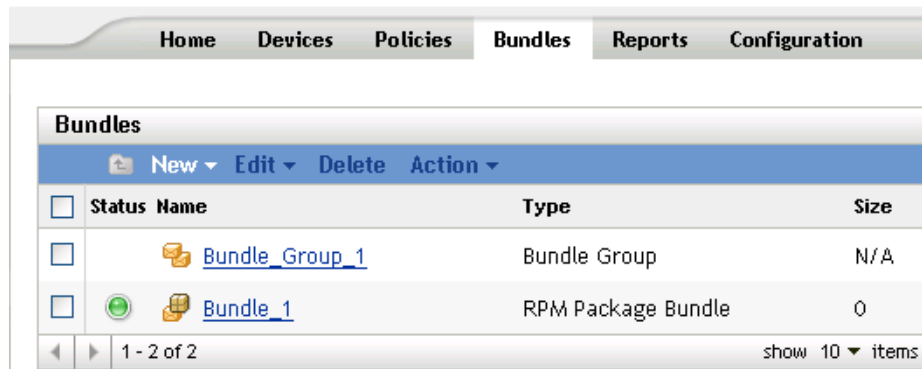 Home Devices Policies Bundles Reports Configuration
Bundles
New Edit Delete Action
Status Name Type Size
Bundle_Group_1 Bundle Group N/A
Bundle_1 RPM Package Bundle 0
1 - 2 of 2 show 10 items